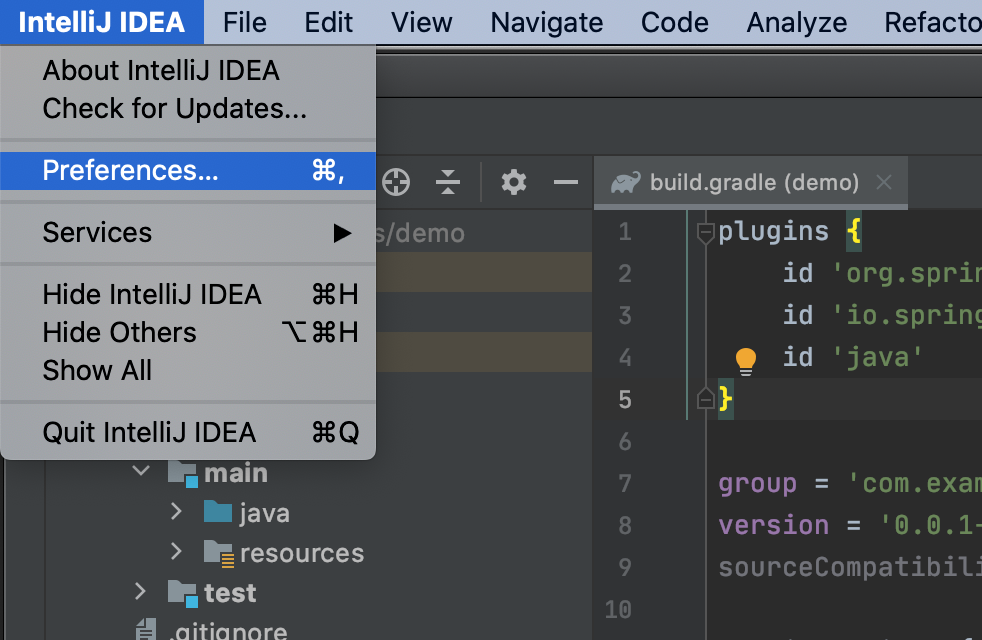 IntelliJ IDEA File Edit View Navigate Code Build Analyze Refacto
About IntelliJ IDEA
Check for Updates...
Preferences... ⌘,
Services ▶
Hide IntelliJ IDEA ⌘H
Hide Others ⌥⌘H
Show All
Quit IntelliJ IDEA ⌘Q
s/demo
main
java
resources
test
.gitignore
build.gradle (demo)
1 plugins {
2 id 'org.sprin
3 id 'io.spring
4 id 'java'
5 }
6
7 group = 'com.exam
8 version = '0.0.1-
9 sourceCompatibili
10